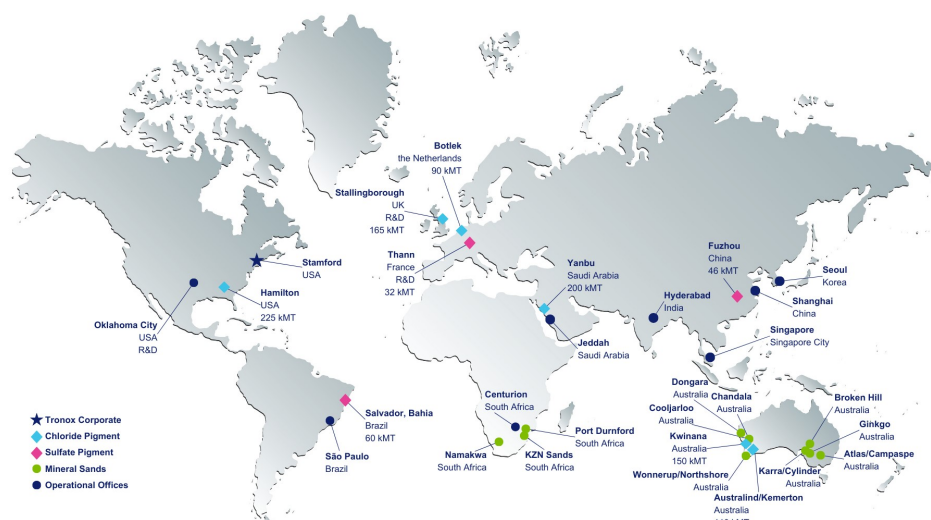 Botlek
the Netherlands
90 kMT
Stallingborough
UK
R&D
165 kMT
Thann
France
R&D
32 kMT
Stamford
USA
Hamilton
USA
225 kMT
Oklahoma City
USA
R&D
Yanbu
Saudi Arabia
200 kMT
Jeddah
Saudi Arabia
Hyderabad
India
Fuzhou
China
46 kMT
Seoul
Korea
Shanghai
China
Singapore
Singapore City
Salvador, Bahia
Brazil
60 kMT
São Paulo
Brazil
Centurion
South Africa
Port Durnford
South Africa
Namakwa
South Africa
KZN Sands
South Africa
Dongara
Australia
Chandala
Australia
Cooljarloo
Australia
Kwinana
Australia
150 kMT
Wonnerup/Northshore
Australia
Australind/Kemerton
Australia
Broken Hill
Australia
Ginkgo
Australia
Atlas/Campaspe
Australia
Karra/Cylinder
Australia
Tronox Corporate
Chloride Pigment
Sulfate Pigment
Mineral Sands
Operational Offices